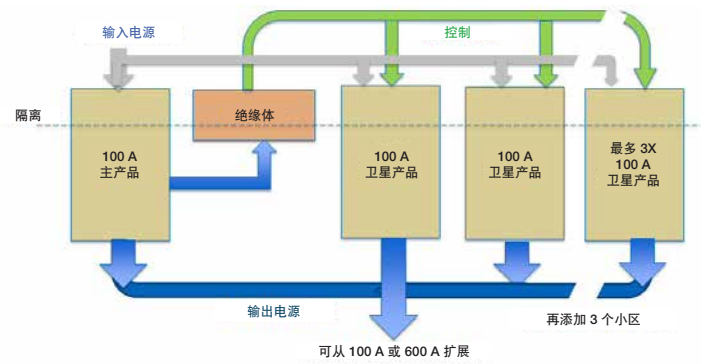 输入电源
控制
隔离
绝缘体
100 A
主产品
100 A
卫星产品
100 A
卫星产品
最多 3X
100 A
卫星产品
输出电源
再添加 3 个小区
可从 100 A 或 600 A 扩展